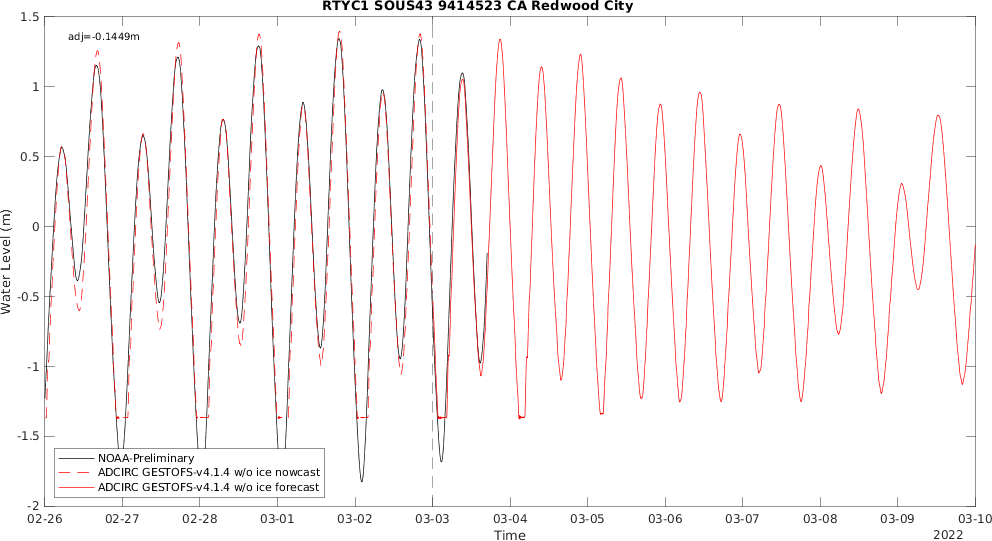 RTYC1 SOUS43 9414523 CA Redwood City
adj=-0.1449m
1.5
1
0.5
0
-0.5
-1
-1.5
-2
Water Level (m)
NOAA-Preliminary
ADCIRC GESTOFS-v4.1.4 w/o ice nowcast
ADCIRC GESTOFS-v4.1.4 w/o ice forecast
02-26 02-27 02-28 03-01 03-02 03-03 03-04 03-05 03-06 03-07 03-08 03-09 03-10
Time
2022